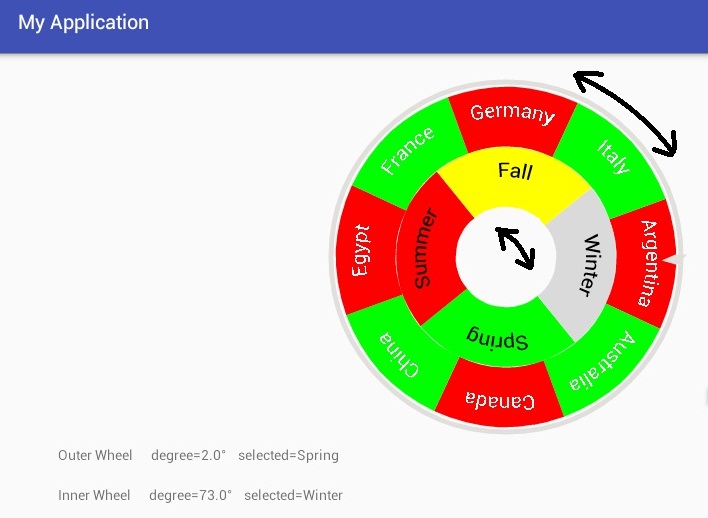 My Application
Germany
France
Italy
Fall
Egypt
Summer
Winter
Argentina
China
Spring
Australia
Canada
Outer Wheel degree=2.0° selected=Spring
Inner Wheel degree=73.0° selected=Winter